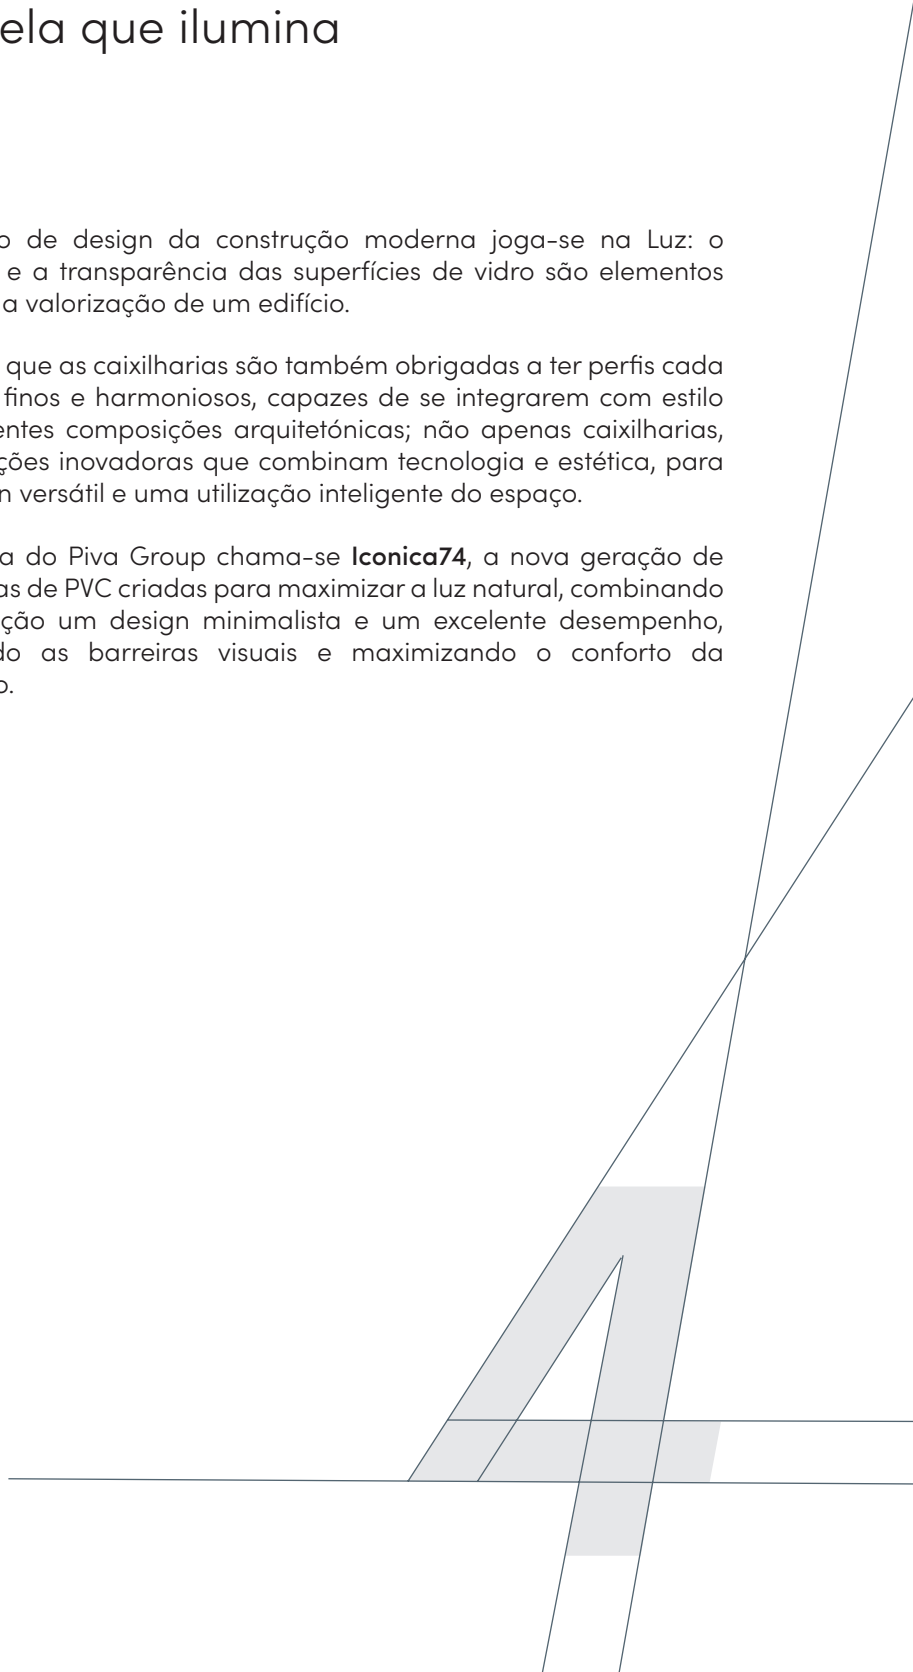 ela que ilumina
o de design da construção moderna joga-se na Luz: o
e a transparência das superfícies de vidro são elementos
a valorização de um edifício.
que as caixilharias são também obrigadas a ter perfis cada
finos e harmoniosos, capazes de se integrarem com estilo
entes composições arquitetónicas; não apenas caixilharias,
ções inovadoras que combinam tecnologia e estética, para
n versátil e uma utilização inteligente do espaço.
a do Piva Group chama-se Iconica74, a nova geração de
as de PVC criadas para maximizar a luz natural, combinando
ção um design minimalista e um excelente desempenho,
do as barreiras visuais e maximizando o conforto da
o.
4